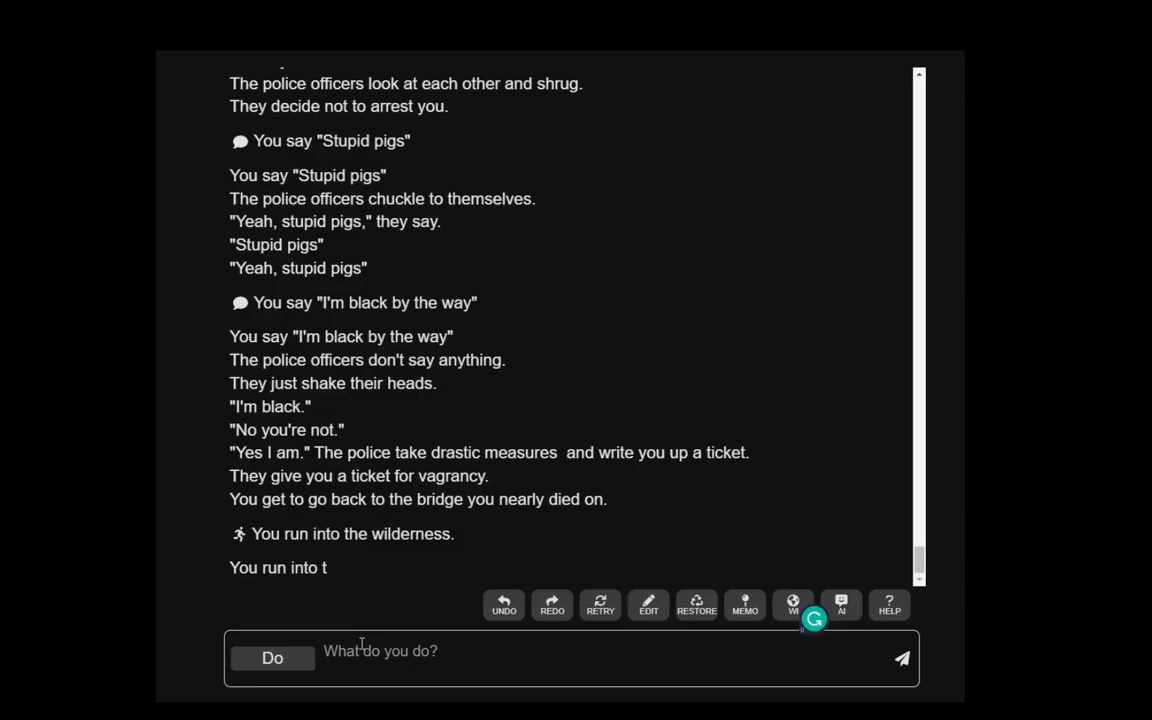 The police officers look at each other and shrug.
They decide not to arrest you.
You say "Stupid pigs"
You say "Stupid pigs"
The police officers chuckle to themselves.
"Yeah, stupid pigs," they say.
"Stupid pigs"
"Yeah, stupid pigs"
You say "I'm black by the way"
You say "I'm black by the way"
The police officers don't say anything.
They just shake their heads.
"I'm black."
"No you're not."
"Yes I am." The police take drastic measures  and write you up a ticket.
They give you a ticket for vagrancy.
You get to go back to the bridge you nearly died on.
You run into the wilderness.
You run into t
UNDO REDO RETRY EDIT RESTORE MEMO WI AI HELP
Do What do you do?